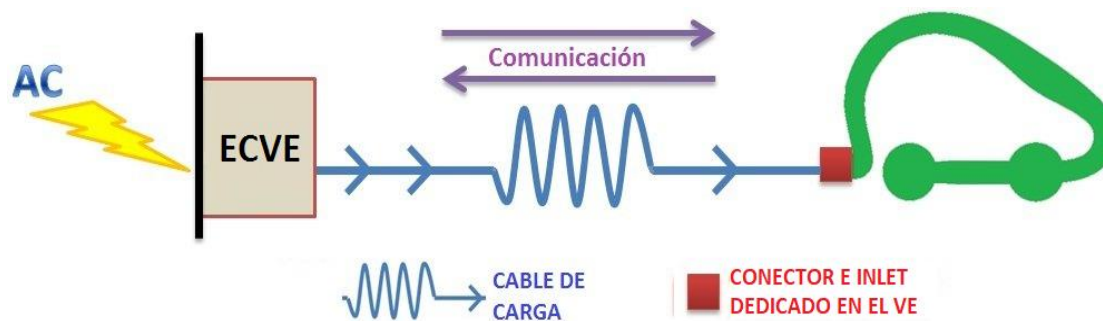 AC
Comunicación
ECVE
CABLE DE
CARGA
CONECTOR E INLET
DEDICADO EN EL VE